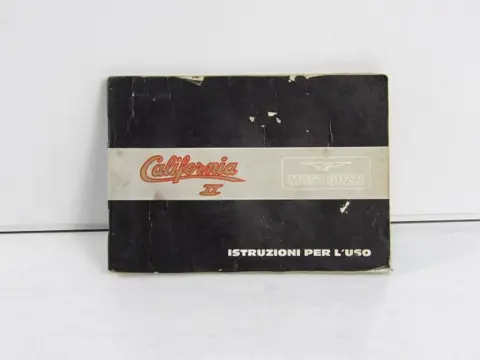 California
II
MOTO GUZZI
ISTRUZIONI PER L'USO